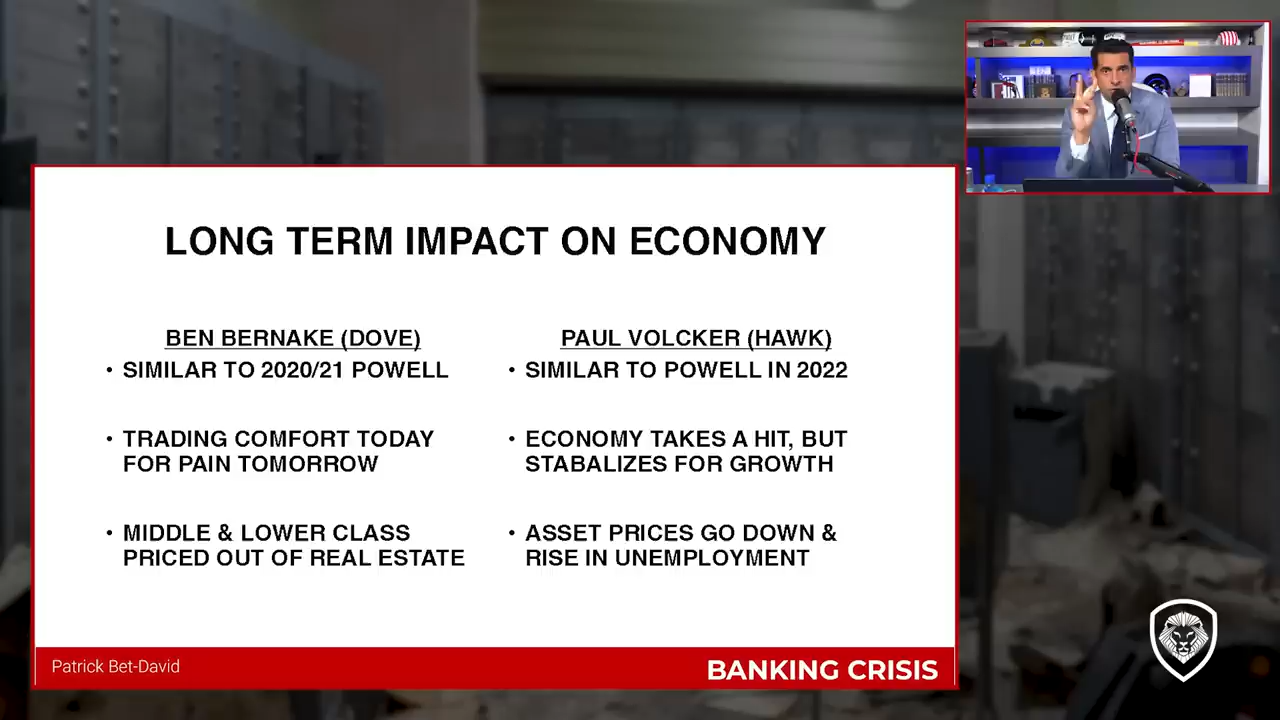 LONG TERM IMPACT ON ECONOMY
BEN BERNAKE (DOVE)
• SIMILAR TO 2020/21 POWELL
• TRADING COMFORT TODAY
FOR PAIN TOMORROW
• MIDDLE & LOWER CLASS
PRICED OUT OF REAL ESTATE
PAUL VOLCKER (HAWK)
• SIMILAR TO POWELL IN 2022
• ECONOMY TAKES A HIT, BUT
STABALIZES FOR GROWTH
• ASSET PRICES GO DOWN &
RISE IN UNEMPLOYMENT
Patrick Bet-David
BANKING CRISIS